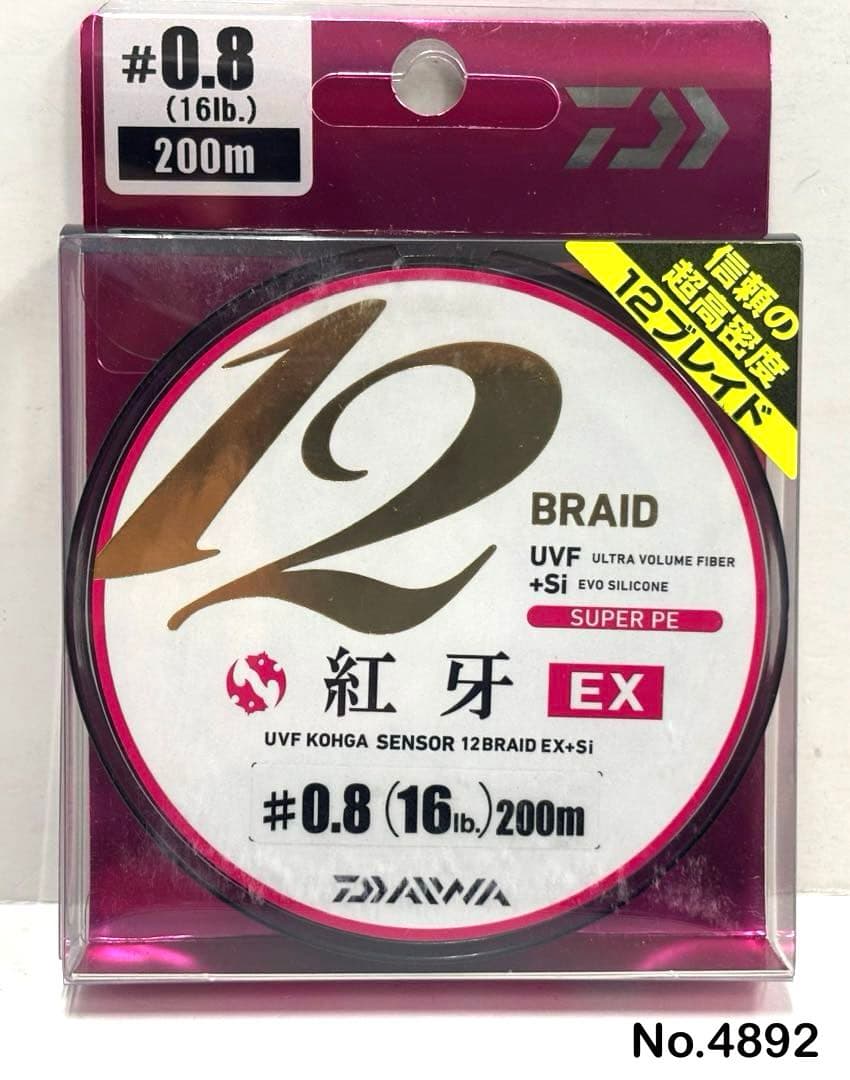 #0.8
(16lb.)
200m
信頼の
超高密度
12ブレイド
12
BRAID
UVF ULTRA VOLUME FIBER
+Si EVO SILICONE
SUPER PE
紅牙 EX
UVF KOHGA SENSOR 12BRAID EX+Si
#0.8(16lb.)200m
DAIWA
No.4892